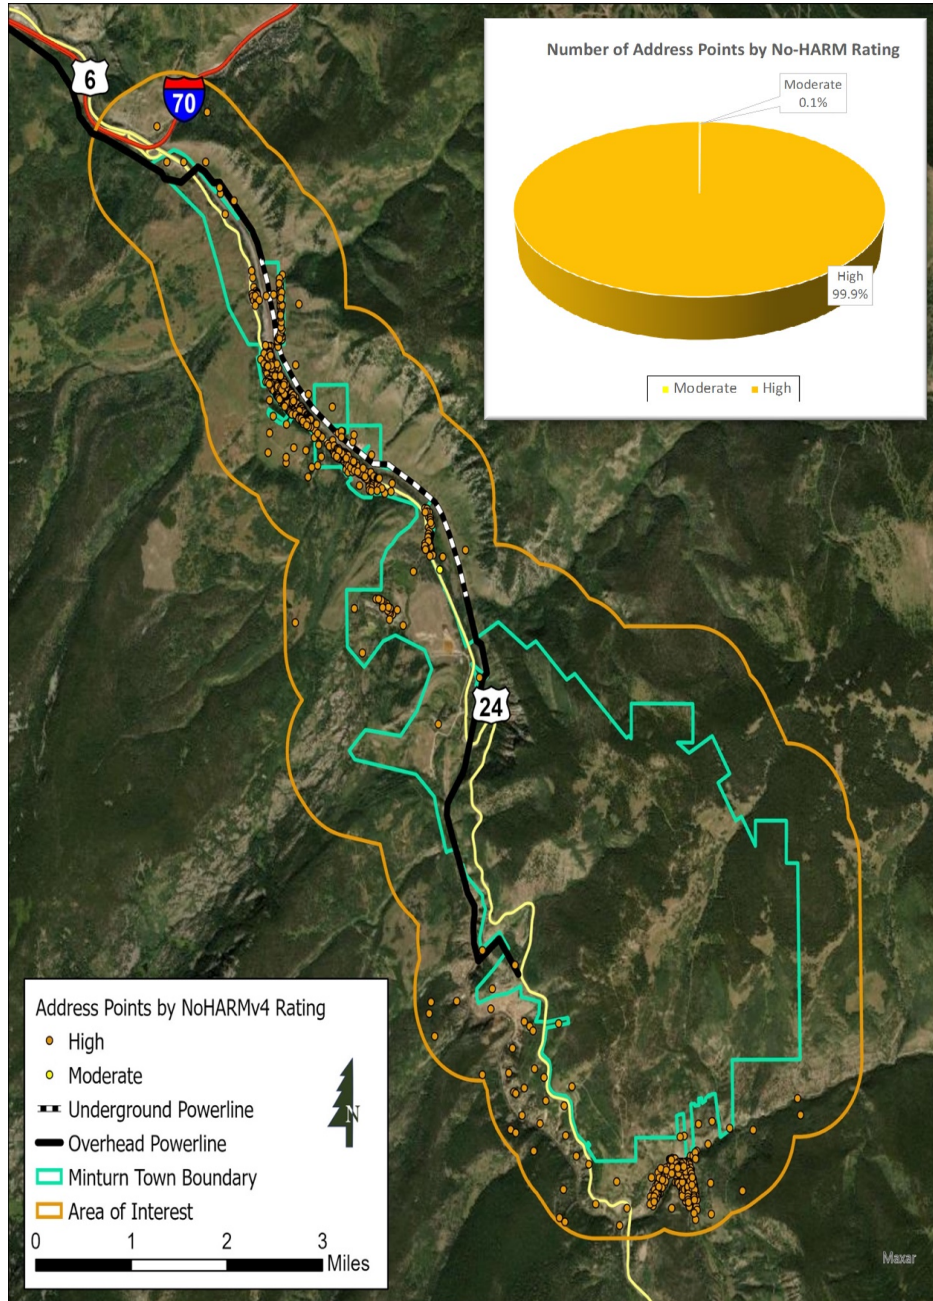 6
70
Number of Address Points by No-HARM Rating
Moderate
0.1%
High
99.9%
Moderate High
24
Address Points by NoHARMv4 Rating
High
Moderate
Underground Powerline
Overhead Powerline
Minturn Town Boundary
Area of Interest
N
0 1 2 3 Miles
Maxar